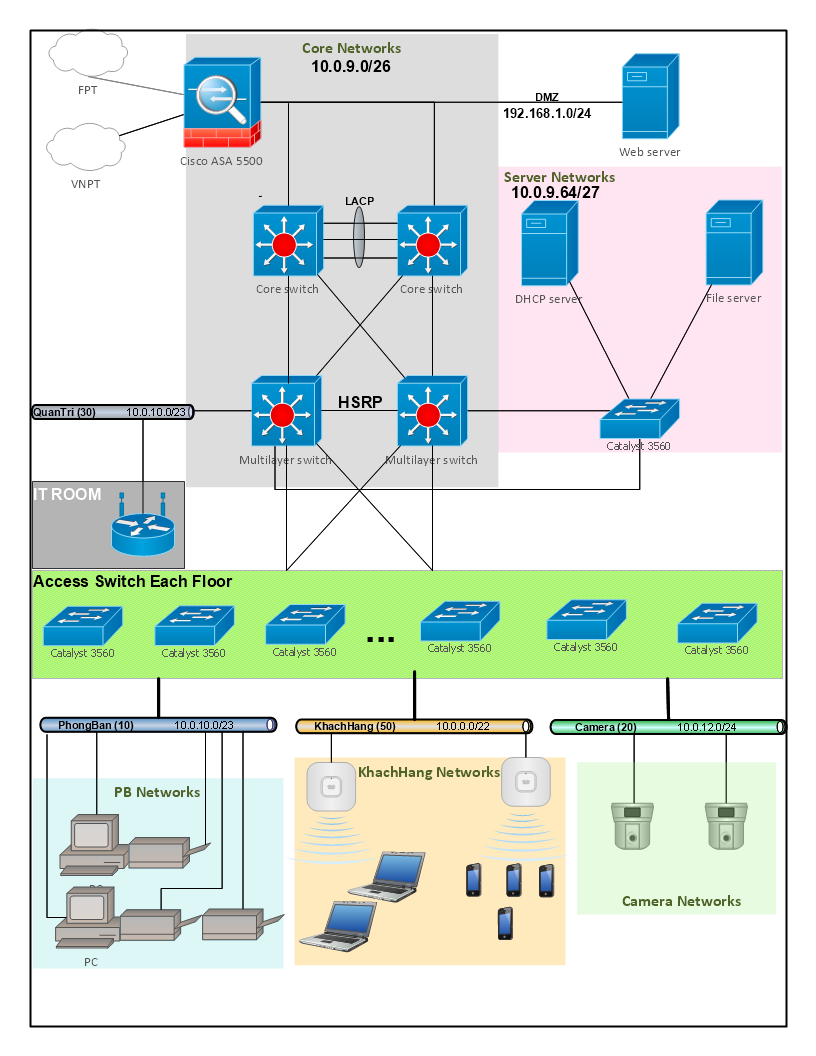 Core Networks
10.0.9.0/26
FPT
DMZ
192.168.1.0/24
Cisco ASA 5500
Web server
VNPT
Server Networks
10.0.9.64/27
-
LACP
Core switch
Core switch
DHCP server
File server
HSRP
QuanTri (30) 10.0.10.0/23
Multilayer switch
Multilayer switch
Catalyst 3560
IT ROOM
Access Switch Each Floor
...
Catalyst 3560
Catalyst 3560
Catalyst 3560
Catalyst 3560
Catalyst 3560
Catalyst 3560
PhongBan (10) 10.0.10.0/23
KhachHang (50) 10.0.0.0/22
Camera (20) 10.0.12.0/24
PB Networks
KhachHang Networks
Camera Networks
PC